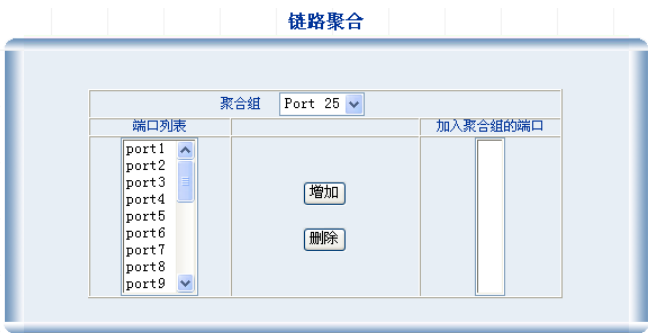 链路聚合
聚合组 Port 25
端口列表 加入聚合组的端口
port1
port2
port3
port4
port5
port6
port7
port8
port9
增加
删除